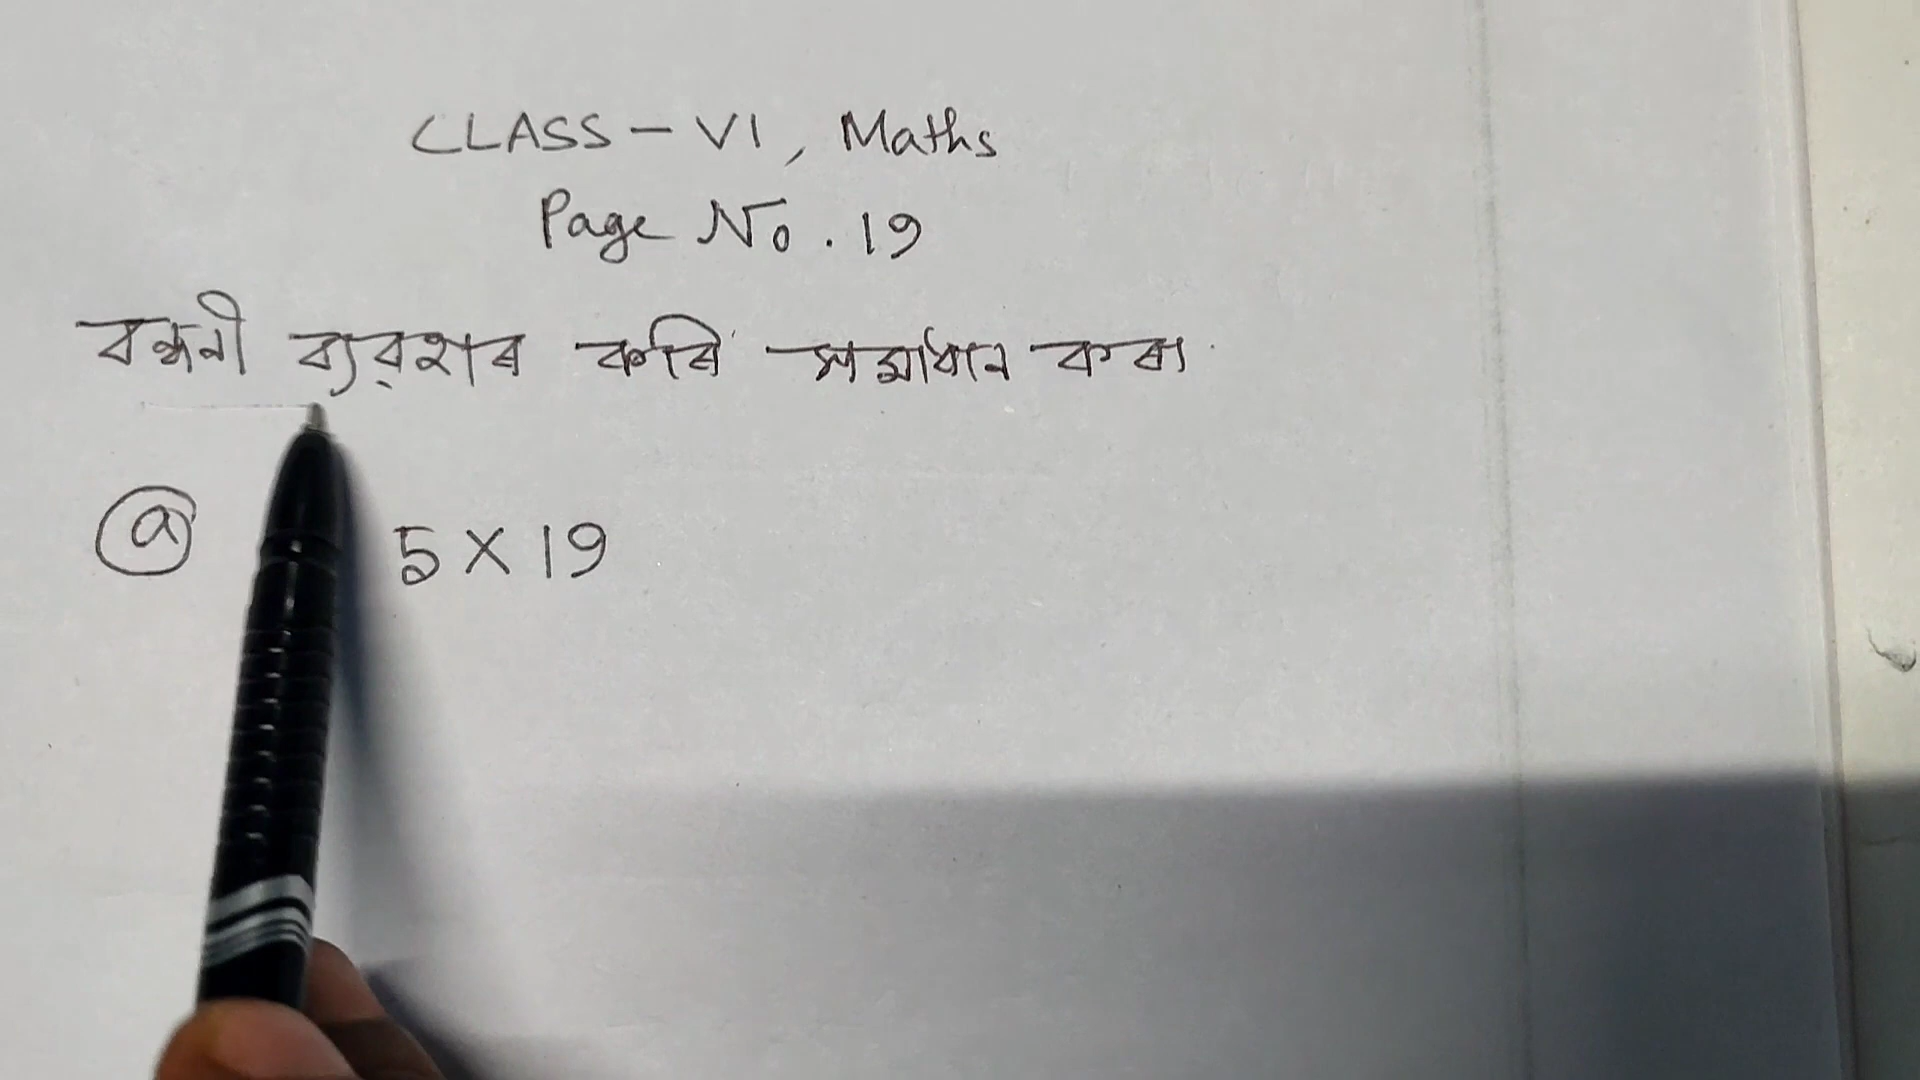 CLASS - VI, Maths
Page No. 19
বন্ধনী ব্যৱহাৰ কৰি সমাধান কৰা
a 5 × 19